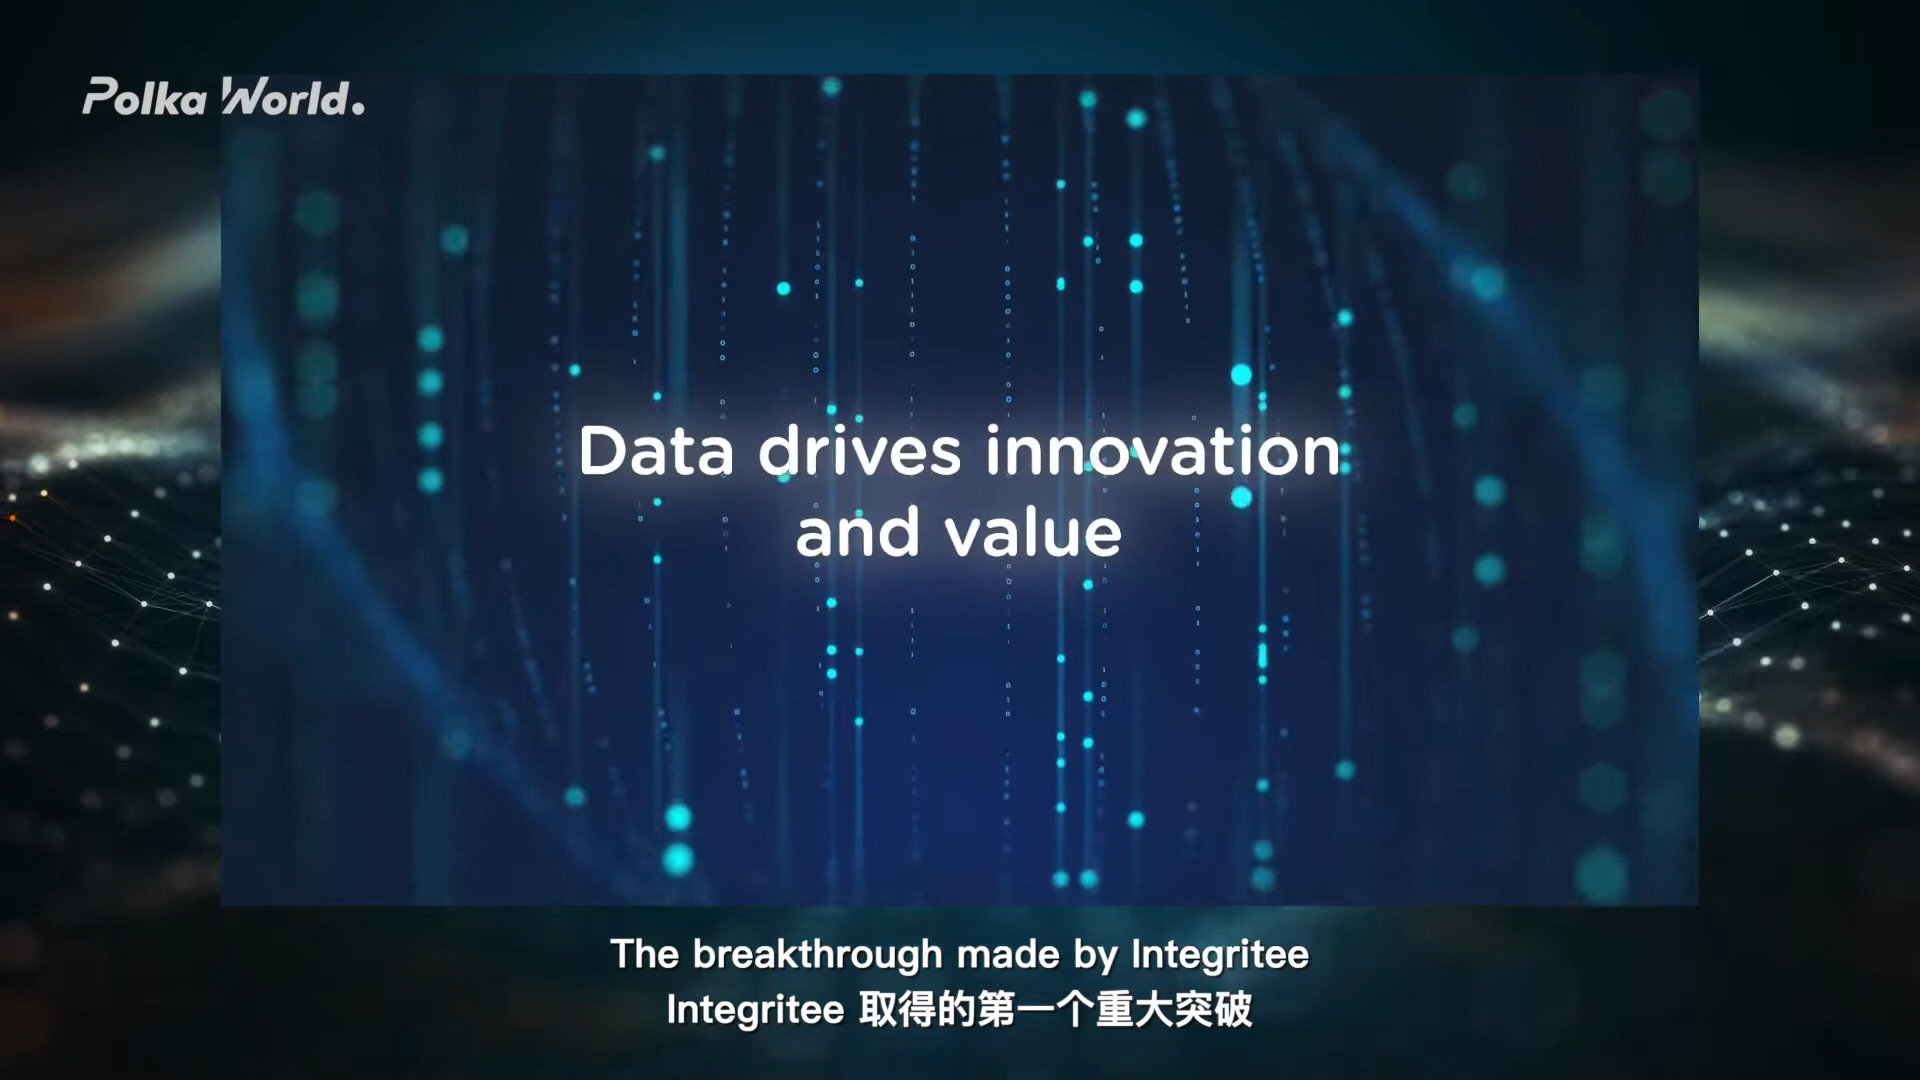 Polka World.
Data drives innovation
and value
The breakthrough made by Integritee
Integritee 取得的第一个重大突破